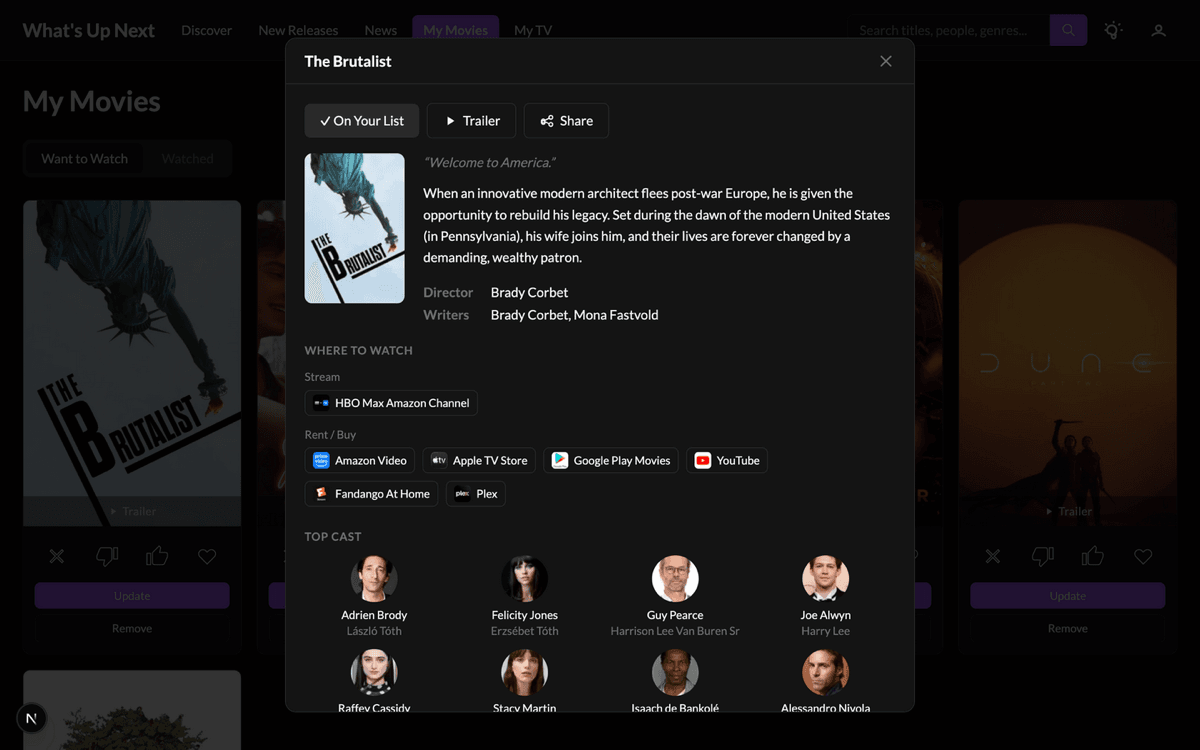 What's Up Next
Discover
New Releases
News
My Movies
My TV
Search titles, people, genres...
The Brutalist
My Movies
Want to Watch
Watched
✓ On Your List
Trailer
Share
“Welcome to America.”
When an innovative modern architect flees post-war Europe, he is given the
opportunity to rebuild his legacy. Set during the dawn of the modern United States
(in Pennsylvania), his wife joins him, and their lives are forever changed by a
demanding, wealthy patron.
Director Brady Corbet
Writers Brady Corbet, Mona Fastvold
THE
BRUTALIST
WHERE TO WATCH
Stream
HBO Max Amazon Channel
Rent / Buy
prime video Amazon Video
tv Apple TV Store
Google Play Movies
YouTube
Fandango At Home
plex Plex
TOP CAST
Adrien Brody
László Tóth
Felicity Jones
Erzsébet Tóth
Guy Pearce
Harrison Lee Van Buren Sr
Joe Alwyn
Harry Lee
Raffey Cassidy
Stacy Martin
Isaach de Bankolé
Alessandro Nivola
THE
BRUTALIST
Trailer
Update
Remove
DUNE
Trailer
Update
Remove
N